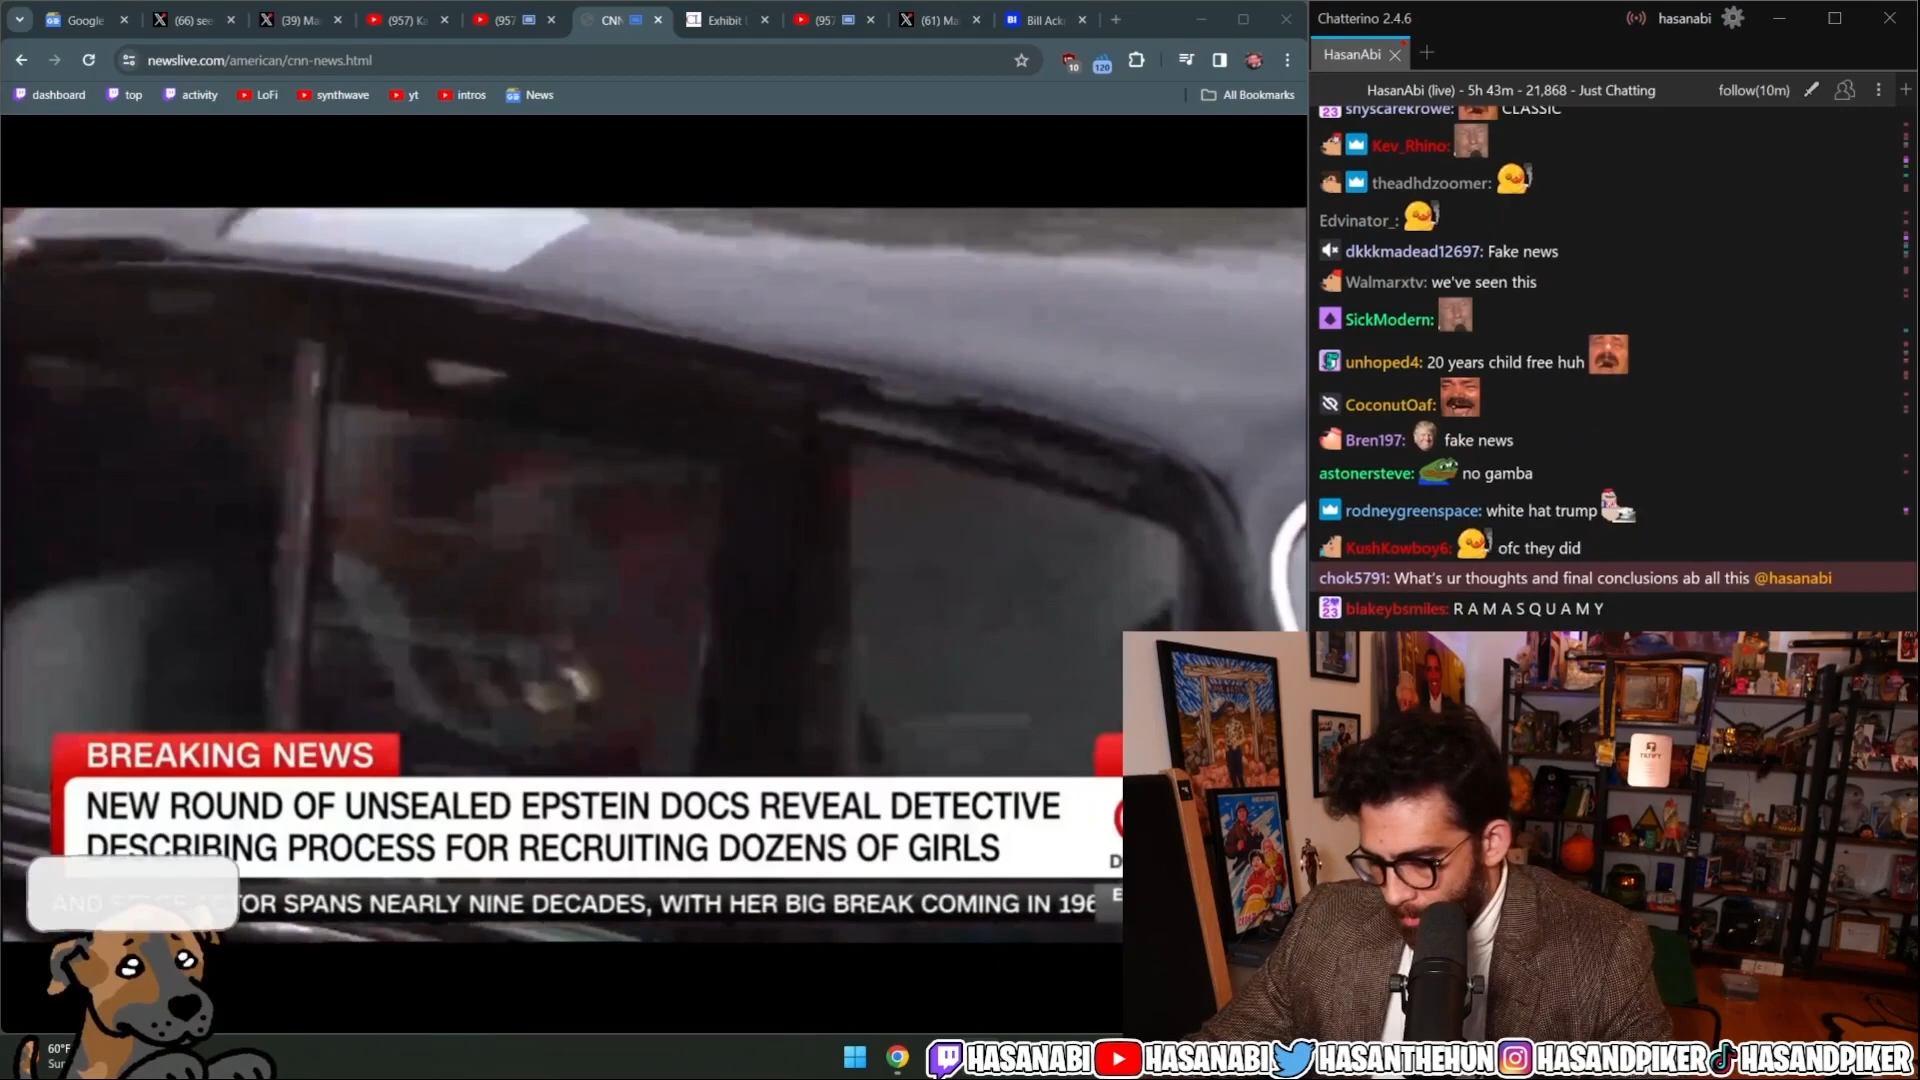 Google
(66) see
(39) Ma
(957) Ka
(957
CNN
Exhibit
(957
(61) Ma
Bill Ack
newslive.com/american/cnn-news.html
10
120
dashboard
top
activity
LoFi
synthwave
yt
intros
News
All Bookmarks
BREAKING NEWS
NEW ROUND OF UNSEALED EPSTEIN DOCS REVEAL DETECTIVE
DESCRIBING PROCESS FOR RECRUITING DOZENS OF GIRLS
TOR SPANS NEARLY NINE DECADES, WITH HER BIG BREAK COMING IN 196
60°F
Chatterino 2.4.6
hasanabi
HasanAbi
HasanAbi (live) - 5h 43m - 21,868 - Just Chatting
follow(10m)
shyscarekrowe: CLASSIC
Kev_Rhino:
theadhdzoomer:
Edvinator_:
dkkkmadead12697: Fake news
Walmarxtv: we've seen this
SickModern:
unhoped4: 20 years child free huh
CoconutOaf:
Bren197: fake news
astonersteve: no gamba
rodneygreenspace: white hat trump
KushKowboy6: ofc they did
chok5791: What's ur thoughts and final conclusions ab all this @hasanabi
blakeybsmiles: R A M A S Q U A M Y
TILTIFY
HASANABI HASANABI HASANTHEHUN HASANDPIKER HASANDPIKER